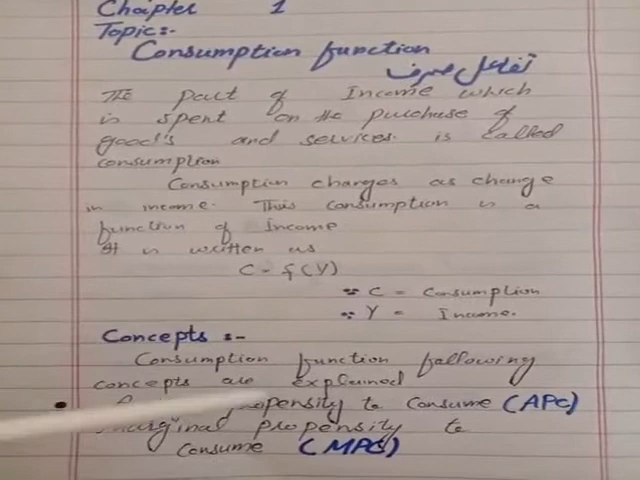 Chapter 1
Topic:-
Consumption function
تفاعل صرف
The part of Income which
is spent on the purchase of
good's and services. is called
consumption
Consumption changes as change
in income. This consumption is a
function of Income
It is written as
C = f(Y)
∵ C = Consumption
∵ Y = Income.
Concepts :-
Consumption function following
concepts are explained
• opensity to Consume (APC)
marginal propensity to
Consume (MPC)